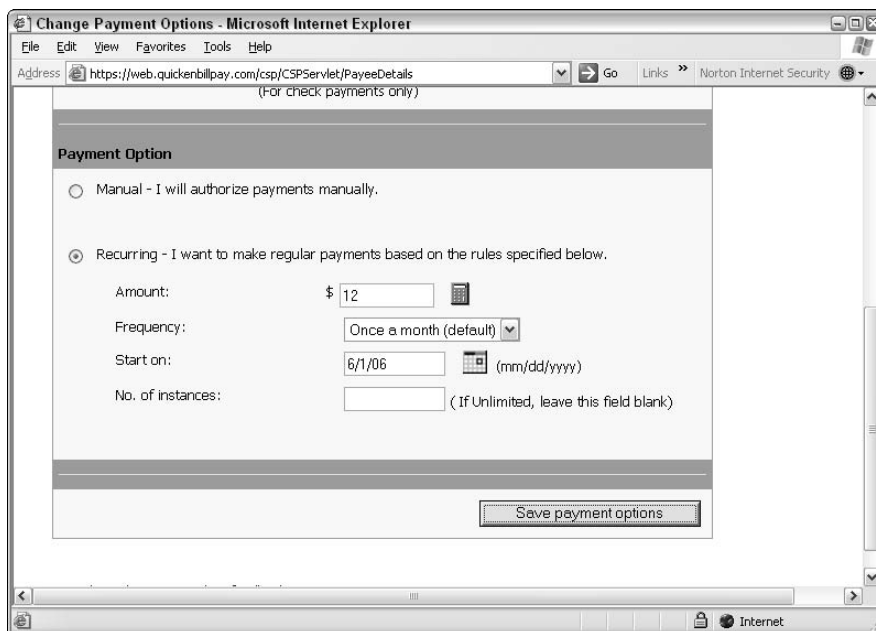 Change Payment Options - Microsoft Internet Explorer
File Edit View Favorites Tools Help
Address https://web.quickenbillpay.com/csp/CSPServlet/PayeeDetails Go Links » Norton Internet Security
(For check payments only)
Payment Option
Manual - I will authorize payments manually.
Recurring - I want to make regular payments based on the rules specified below.
Amount: $ 12
Frequency: Once a month (default)
Start on: 6/1/06 (mm/dd/yyyy)
No. of instances: ( If Unlimited, leave this field blank)
Save payment options
Internet